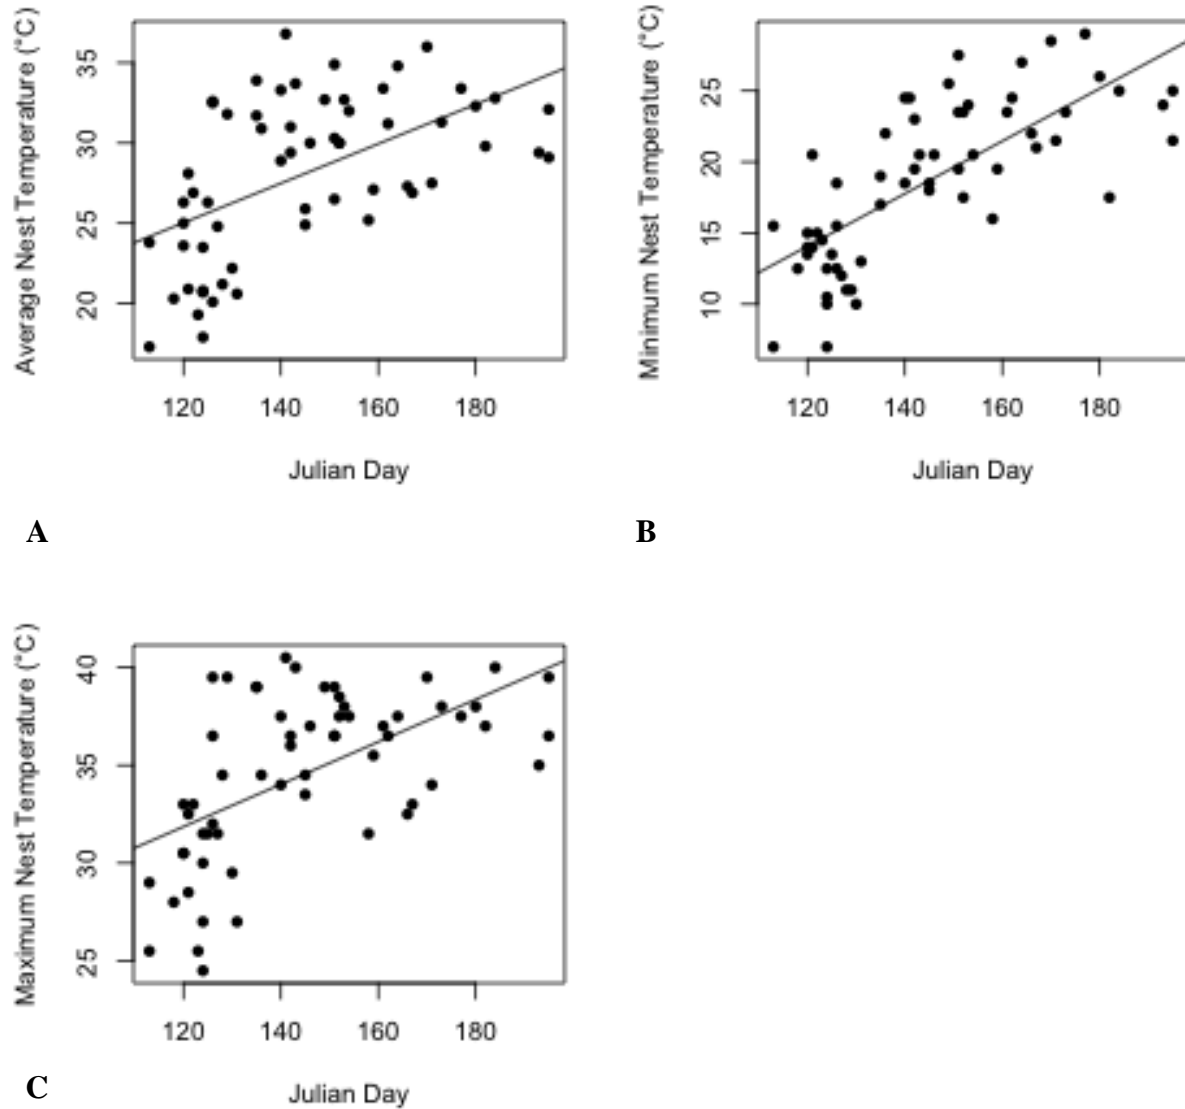 Average Nest Temperature (°C)
35
30
25
20
120 140 160 180
Julian Day
A
Minimum Nest Temperature (°C)
25
20
15
10
120 140 160 180
Julian Day
B
Maximum Nest Temperature (°C)
40
35
30
25
120 140 160 180
Julian Day
C